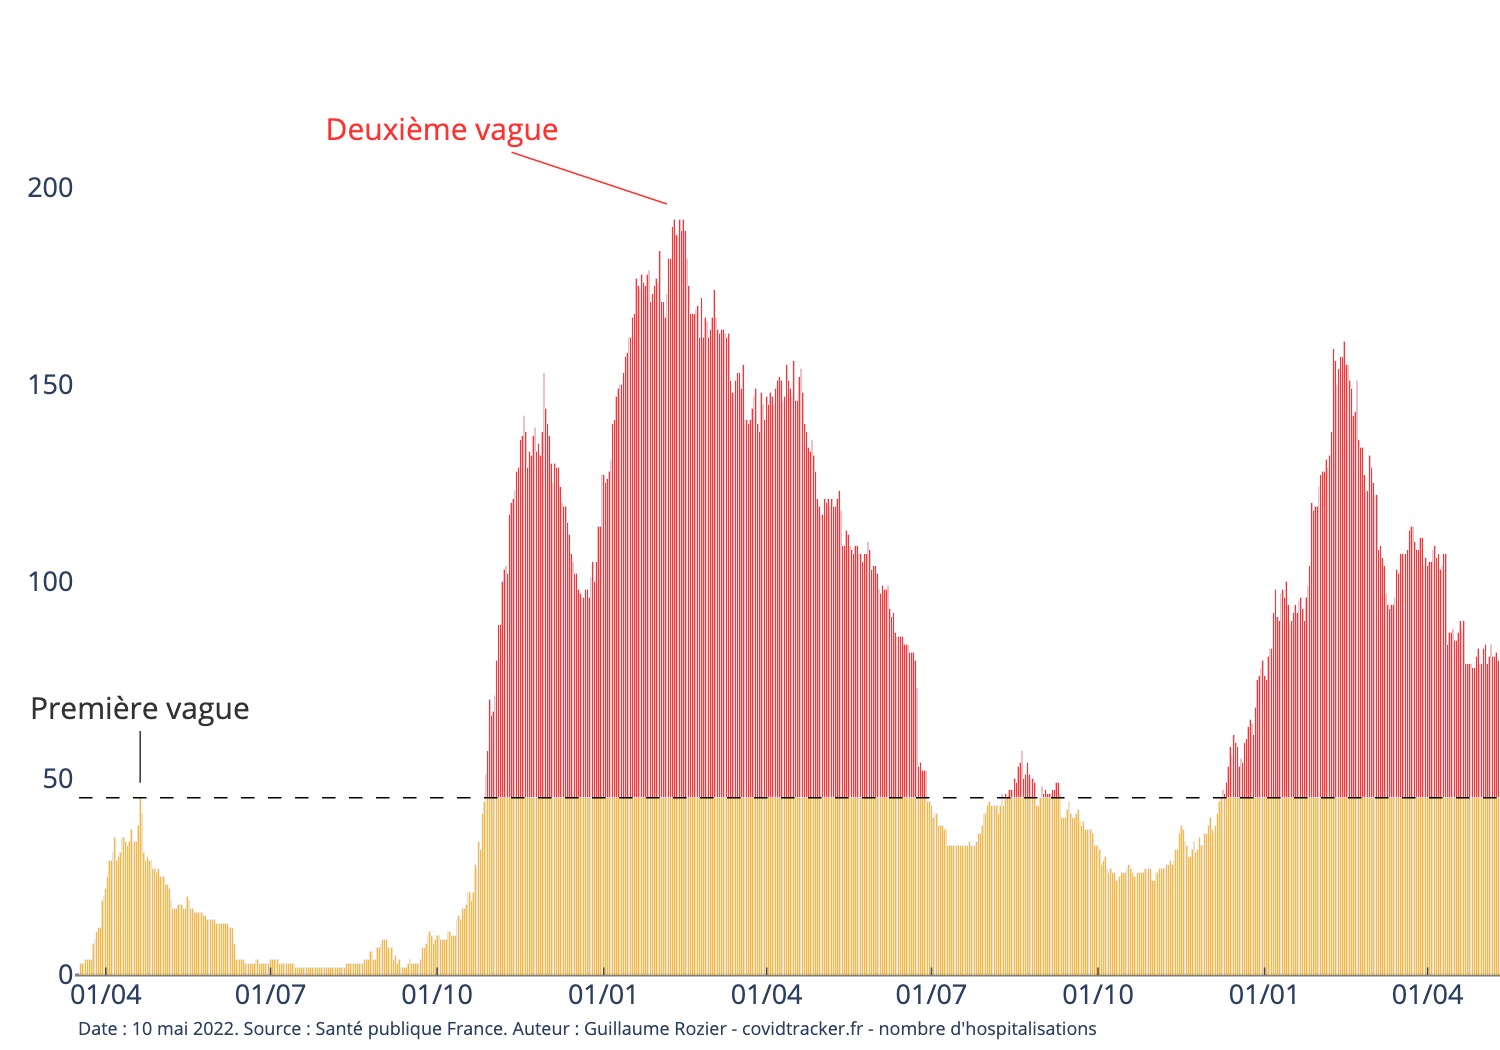 Deuxième vague
200
150
100
Première vague
50
0
01/04 01/07 01/10 01/01 01/04 01/07 01/10 01/01 01/04
Date : 10 mai 2022. Source : Santé publique France. Auteur : Guillaume Rozier - covidtracker.fr - nombre d'hospitalisations